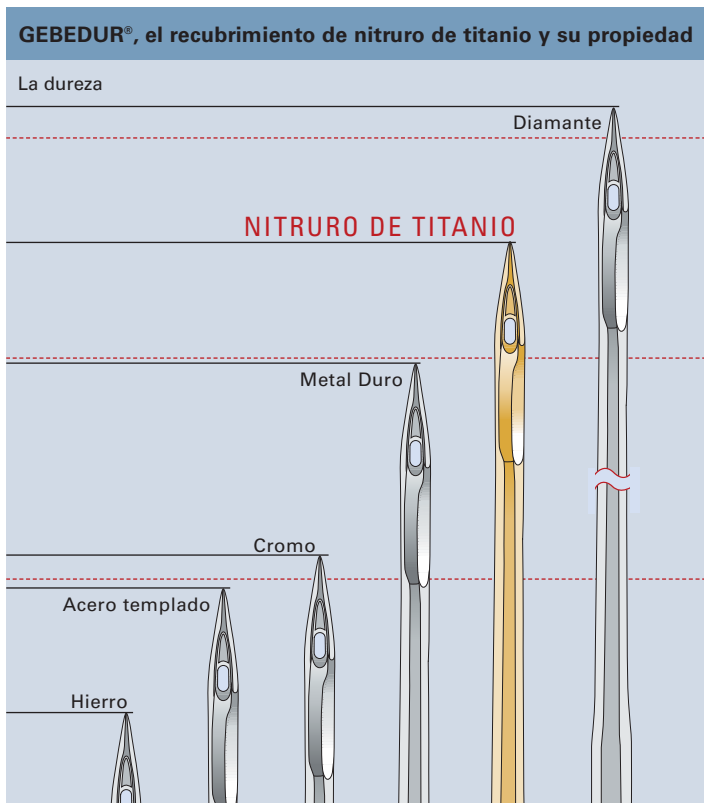 GEBEDUR®, el recubrimiento de nitruro de titanio y su propiedad
La dureza
Diamante
NITRURO DE TITANIO
Metal Duro
Cromo
Acero templado
Hierro